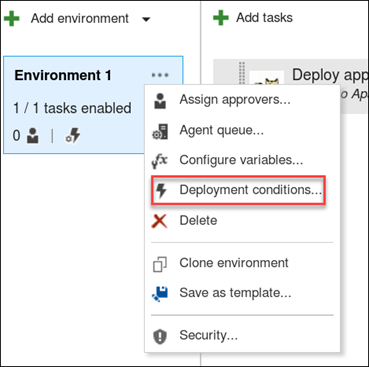 Add environment
Add tasks
Environment 1
Deploy app
o Ap
1 / 1 tasks enabled
0
Assign approvers...
Agent queue...
Configure variables...
Deployment conditions...
Delete
Clone environment
Save as template...
Security...